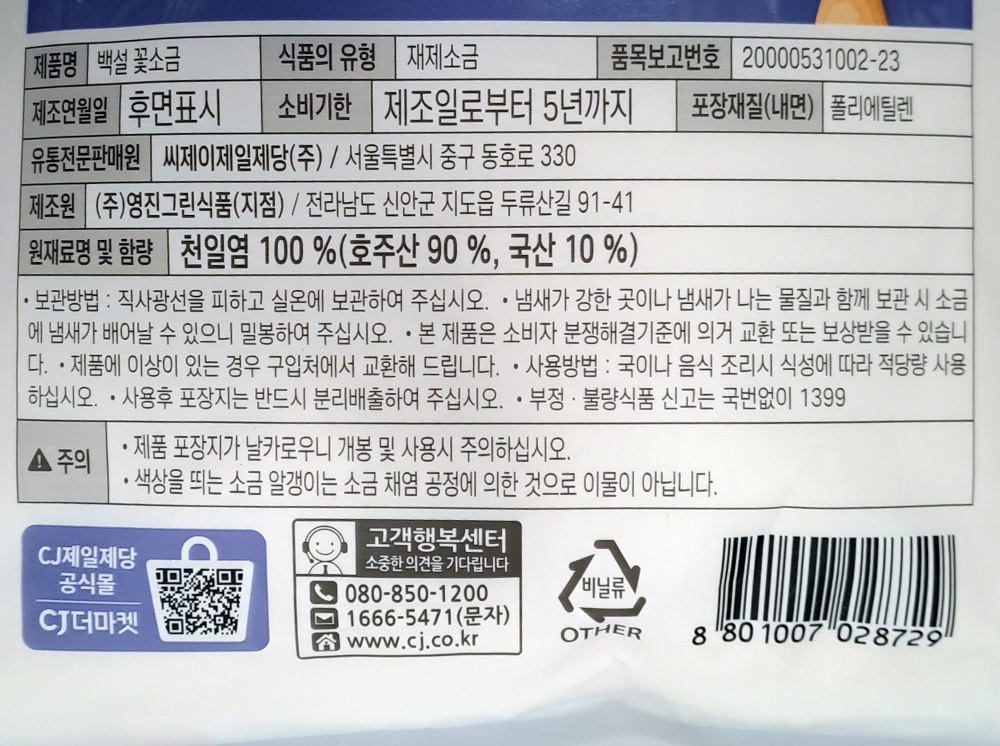 제품명 백설 꽃소금 식품의 유형 재제소금 품목보고번호 20000531002-23
제조연월일 후면표시 소비기한 제조일로부터 5년까지 포장재질(내면) 폴리에틸렌
유통전문판매원 씨제이제일제당(주) / 서울특별시 중구 동호로 330
제조원 (주)영진그린식품(지점) / 전라남도 신안군 지도읍 두류산길 91-41
원재료명 및 함량 천일염 100 %(호주산 90 %, 국산 10 %)
• 보관방법 : 직사광선을 피하고 실온에 보관하여 주십시오. • 냄새가 강한 곳이나 냄새가 나는 물질과 함께 보관 시 소금
에 냄새가 배어날 수 있으니 밀봉하여 주십시오. • 본 제품은 소비자 분쟁해결기준에 의거 교환 또는 보상받을 수 있습니
다. • 제품에 이상이 있는 경우 구입처에서 교환해 드립니다. • 사용방법 : 국이나 음식 조리시 식성에 따라 적당량 사용
하십시오. • 사용후 포장지는 반드시 분리배출하여 주십시오. • 부정 · 불량식품 신고는 국번없이 1399
주의
• 제품 포장지가 날카로우니 개봉 및 사용시 주의하십시오.
• 색상을 띄는 소금 알갱이는 소금 채염 공정에 의한 것으로 이물이 아닙니다.
CJ제일제당
공식몰
CJ더마켓
고객행복센터
소중한 의견을 기다립니다
080-850-1200
1666-5471(문자)
www.cj.co.kr
비닐류
OTHER
8 801007 028729